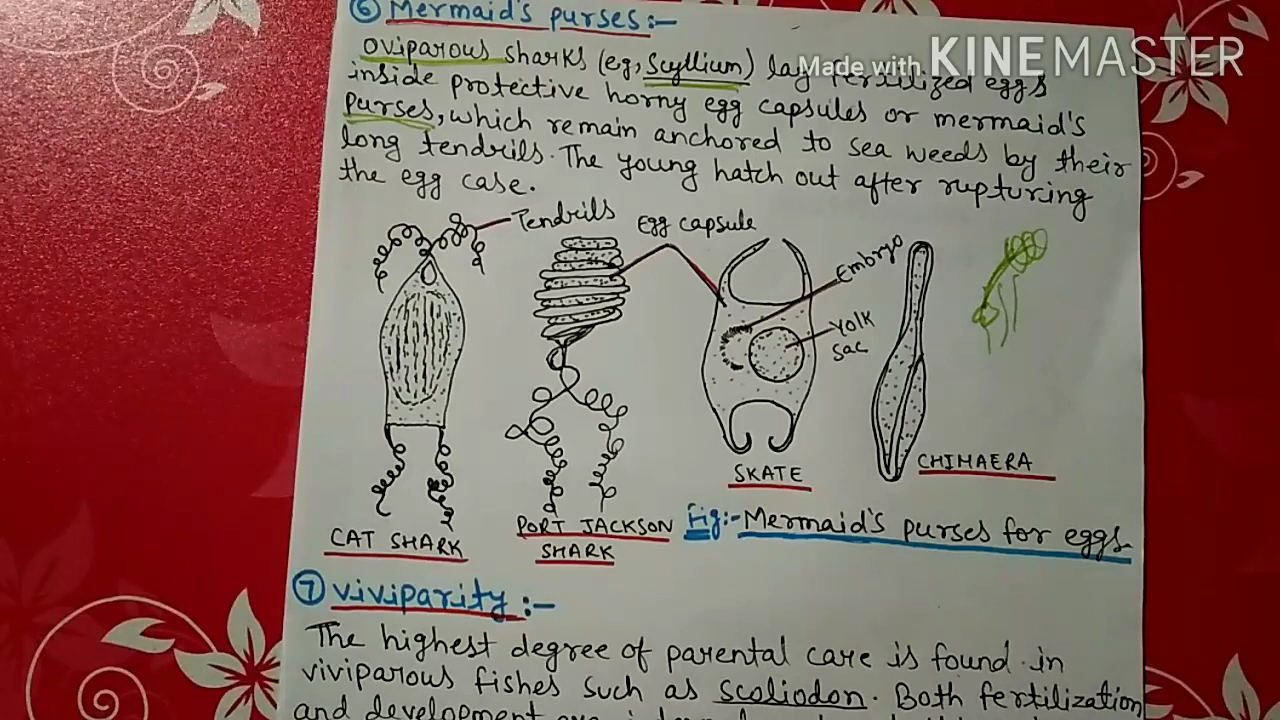 ⑥ Mermaid's purses:-
Made with KINEMASTER
oviparous sharks (eg, Scyllium) lay fertilized eggs
inside protective horny egg capsules or mermaid's
purses, which remain anchored to sea weeds by their
long tendrils. The young hatch out after rupturing
the egg case.
Tendrils
Egg capsule
Embryo
Yolk
sac
CAT SHARK
PORT JACKSON
SHARK
SKATE
CHIMAERA
Fig:- Mermaid's purses for eggs.
⑦ viviparity:-
The highest degree of parental care is found in
viviparous fishes such as scoliodon. Both fertilization
and development are